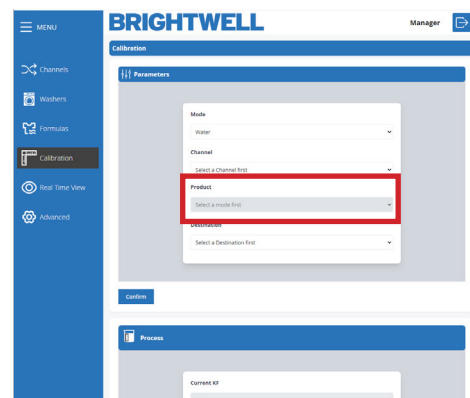 MENU
BRIGHTWELL
Manager
Calibration
Channels
Washers
Formulas
Calibration
Real Time View
Advanced
Parameters
Mode
Water
Channel
Select a Channel first
Product
Select a mode first
Destination
Select a Destination first
Confirm
Process
Current KF